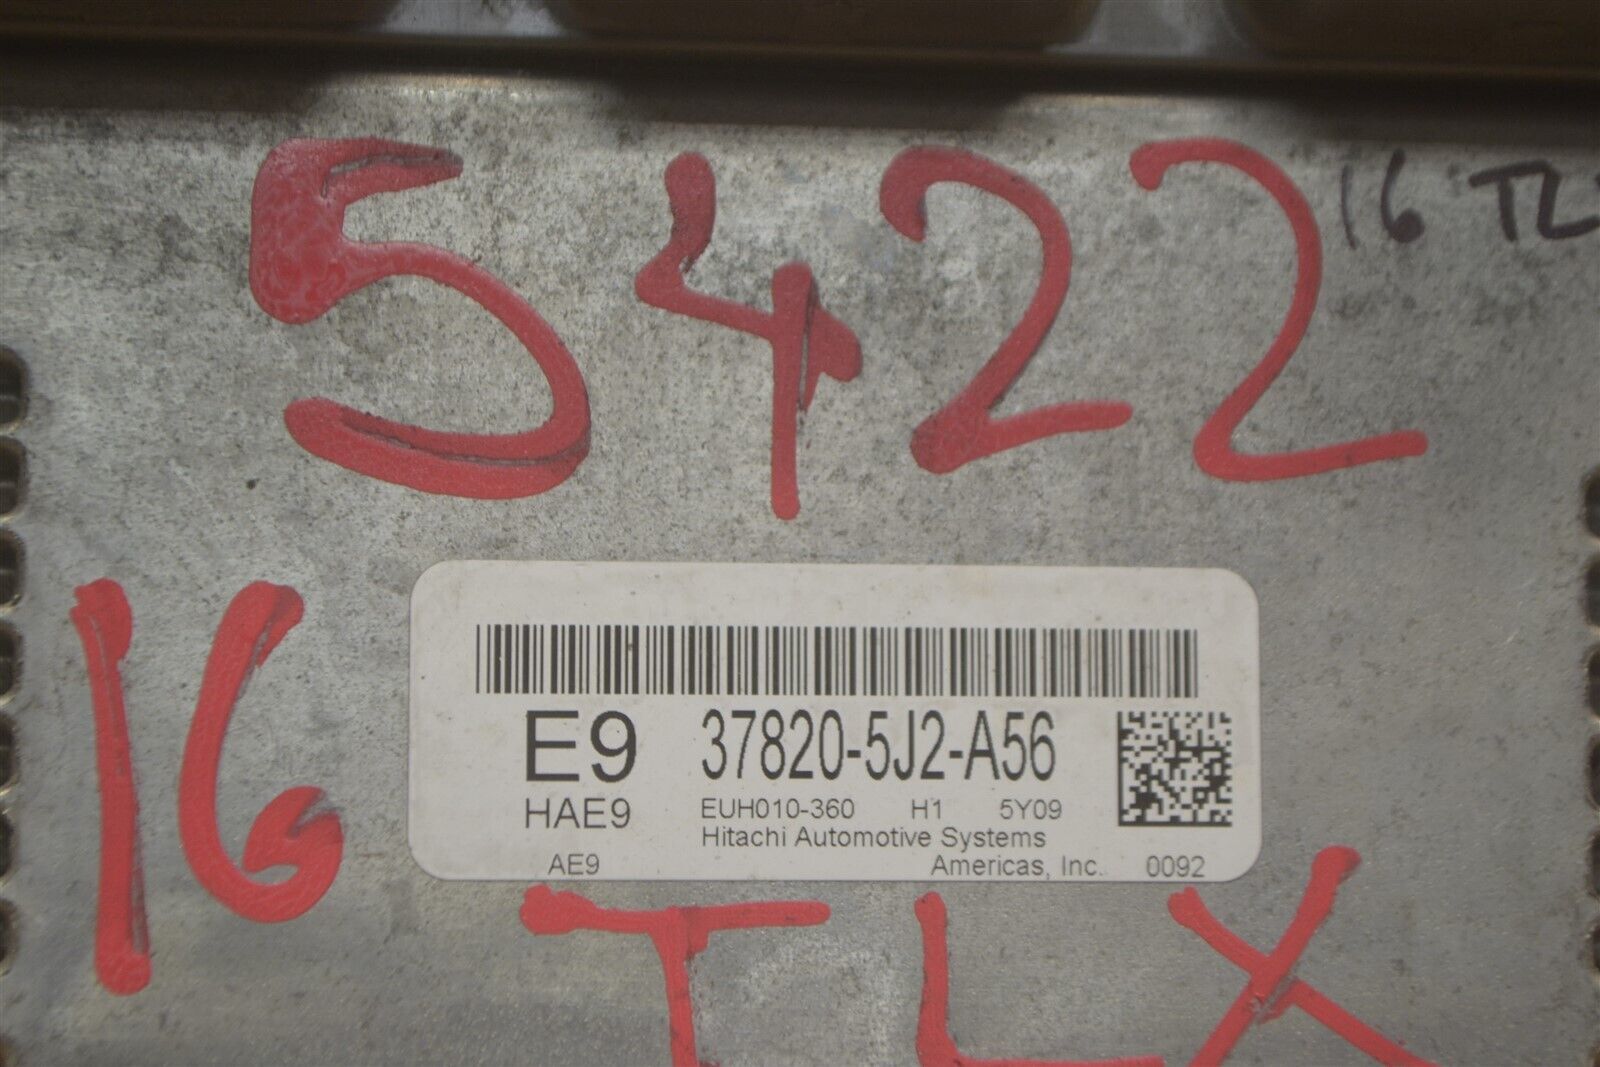 5422
16 TL
16
E9 37820-5J2-A56
HAE9 EUH010-360 H1 5Y09
Hitachi Automotive Systems
AE9 Americas, Inc. 0092
TLX